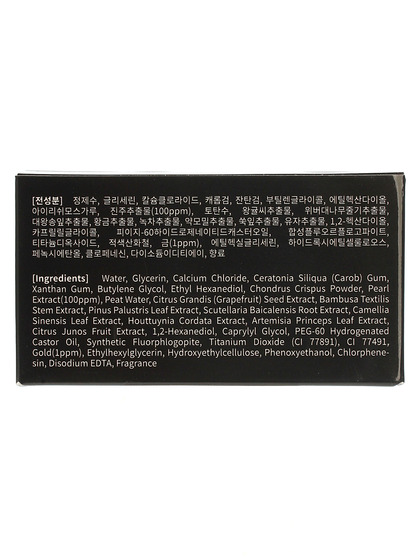 [전성분] 정제수, 글리세린, 칼슘클로라이드, 캐롭검, 잔탄검, 부틸렌글라이콜, 에틸헥산다이올,
아이리쉬모스가루, 진주추출물(100ppm), 토탄수, 왕귤씨추출물, 위버대나무줄기추출물,
대왕송잎추출물, 황금추출물, 녹차추출물, 약모밀추출물, 쑥잎추출물, 유자추출물, 1,2-헥산다이올,
카프릴릴글라이콜, 피이지-60하이드로제네이티드캐스터오일, 합성플루오르플로고파이트,
티타늄디옥사이드, 적색산화철, 금(1ppm), 에틸헥실글리세린, 하이드록시에틸셀룰로오스,
페녹시에탄올, 클로페네신, 다이소듐이디티에이, 향료
[Ingredients] Water, Glycerin, Calcium Chloride, Ceratonia Siliqua (Carob) Gum,
Xanthan Gum, Butylene Glycol, Ethyl Hexanediol, Chondrus Crispus Powder, Pearl
Extract(100ppm), Peat Water, Citrus Grandis (Grapefruit) Seed Extract, Bambusa Textilis
Stem Extract, Pinus Palustris Leaf Extract, Scutellaria Baicalensis Root Extract, Camellia
Sinensis Leaf Extract, Houttuynia Cordata Extract, Artemisia Princeps Leaf Extract,
Citrus Junos Fruit Extract, 1,2-Hexanediol, Caprylyl Glycol, PEG-60 Hydrogenated
Castor Oil, Synthetic Fluorphlogopite, Titanium Dioxide (CI 77891), CI 77491,
Gold(1ppm), Ethylhexylglycerin, Hydroxyethylcellulose, Phenoxyethanol, Chlorphene-
sin, Disodium EDTA, Fragrance